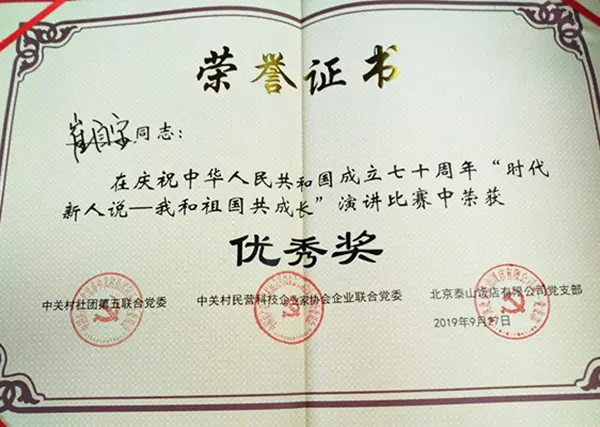 荣誉证书
崔自宗同志：
在庆祝中华人民共和国成立七十周年“时代
新人说—我和祖国共成长”演讲比赛中荣获
优秀奖
中关村社团第五联合党委 中关村民营科技企业家协会企业联合党委 北京泰山饭店有限公司党支部
2019年9月27日